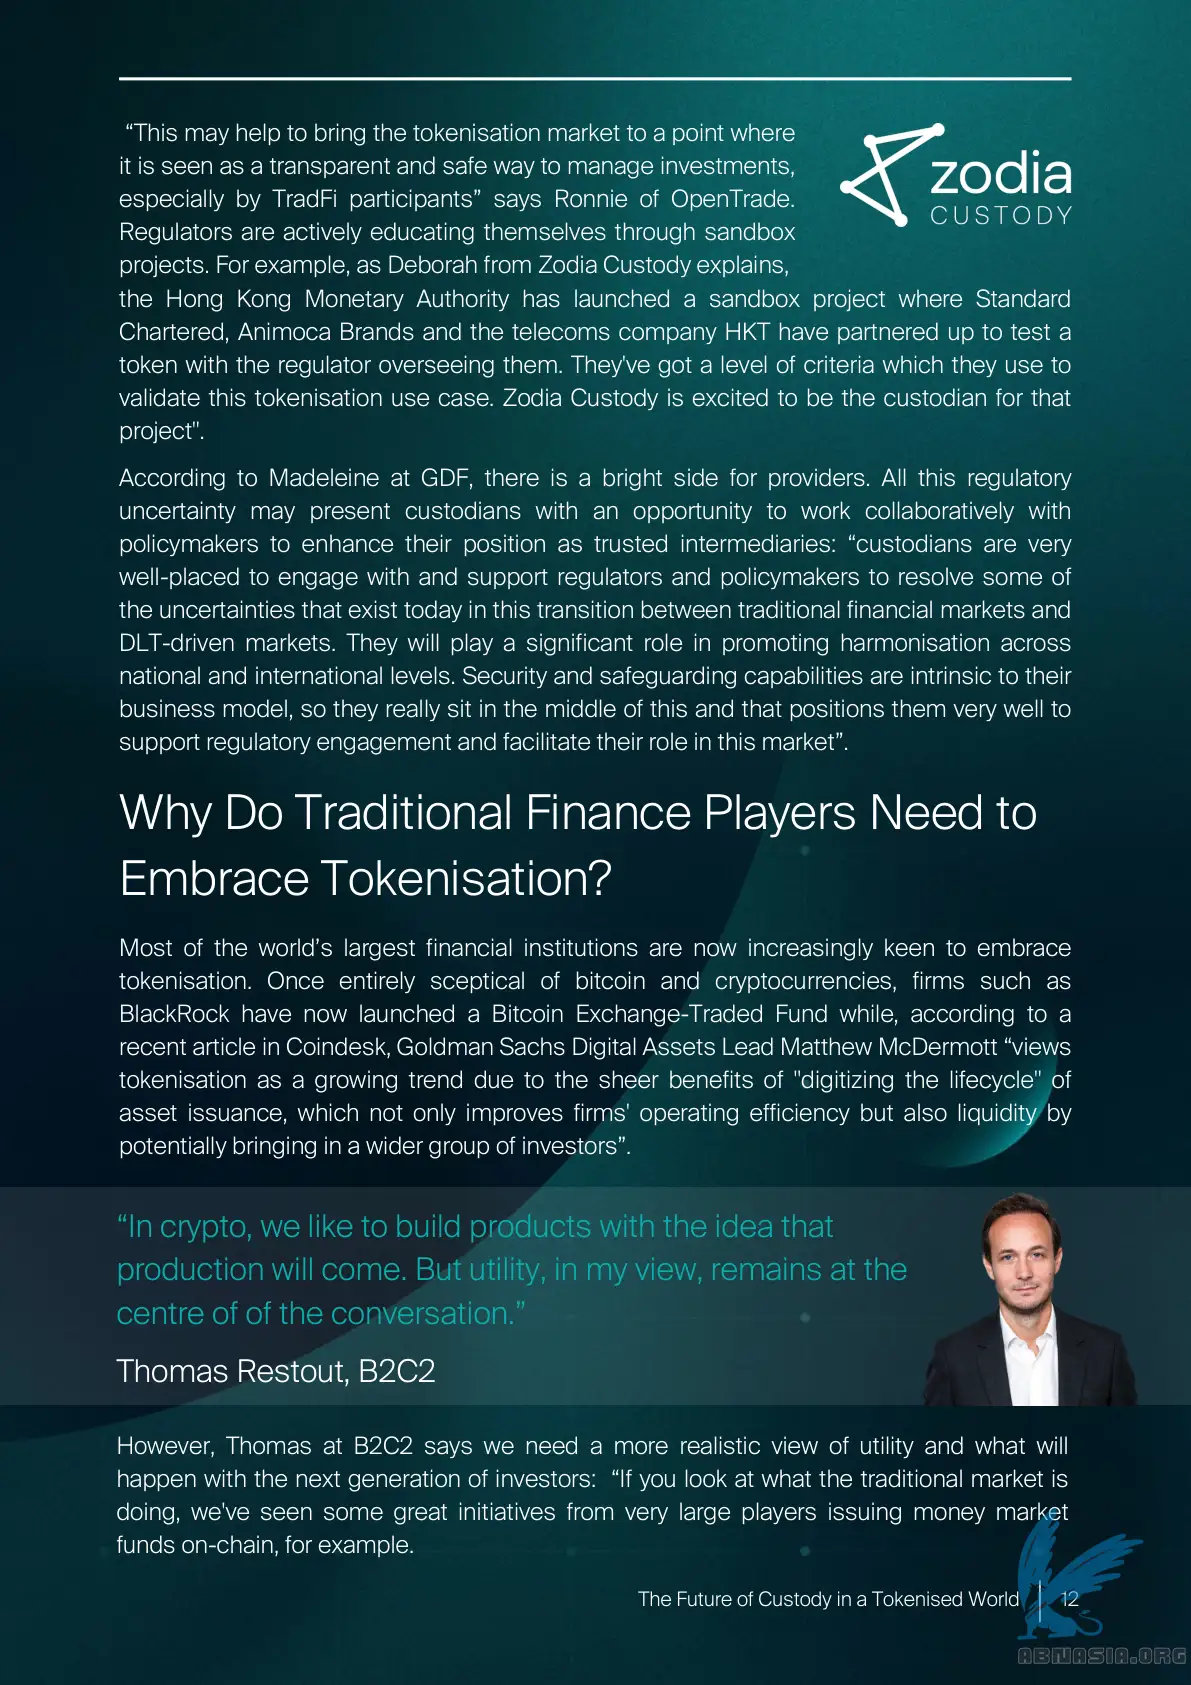 “This may help to bring the tokenisation market to a point where
it is seen as a transparent and safe way to manage investments,
especially by TradFi participants” says Ronnie of OpenTrade.
Regulators are actively educating themselves through sandbox
projects. For example, as Deborah from Zodia Custody explains,
zodia
CUSTODY
the Hong Kong Monetary Authority has launched a sandbox project where Standard
Chartered, Animoca Brands and the telecoms company HKT have partnered up to test a
token with the regulator overseeing them. They've got a level of criteria which they use to
validate this tokenisation use case. Zodia Custody is excited to be the custodian for that
project".
According to Madeleine at GDF, there is a bright side for providers. All this regulatory
uncertainty may present custodians with an opportunity to work collaboratively with
policymakers to enhance their position as trusted intermediaries: “custodians are very
well-placed to engage with and support regulators and policymakers to resolve some of
the uncertainties that exist today in this transition between traditional financial markets and
DLT-driven markets. They will play a significant role in promoting harmonisation across
national and international levels. Security and safeguarding capabilities are intrinsic to their
business model, so they really sit in the middle of this and that positions them very well to
support regulatory engagement and facilitate their role in this market”.
Why Do Traditional Finance Players Need to
Embrace Tokenisation?
Most of the world’s largest financial institutions are now increasingly keen to embrace
tokenisation. Once entirely sceptical of bitcoin and cryptocurrencies, firms such as
BlackRock have now launched a Bitcoin Exchange-Traded Fund while, according to a
recent article in Coindesk, Goldman Sachs Digital Assets Lead Matthew McDermott “views
tokenisation as a growing trend due to the sheer benefits of "digitizing the lifecycle" of
asset issuance, which not only improves firms' operating efficiency but also liquidity by
potentially bringing in a wider group of investors”.
“In crypto, we like to build products with the idea that
production will come. But utility, in my view, remains at the
centre of of the conversation.”
Thomas Restout, B2C2
However, Thomas at B2C2 says we need a more realistic view of utility and what will
happen with the next generation of investors: “If you look at what the traditional market is
doing, we've seen some great initiatives from very large players issuing money market
funds on-chain, for example.
The Future of Custody in a Tokenised World 12
ABNASIA.ORG